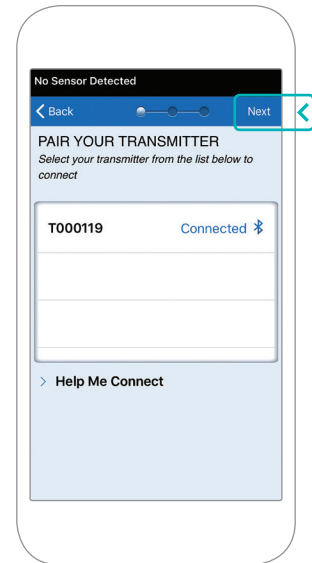 No Sensor Detected
Back
Next
PAIR YOUR TRANSMITTER
Select your transmitter from the list below to
connect
T000119 Connected
Help Me Connect